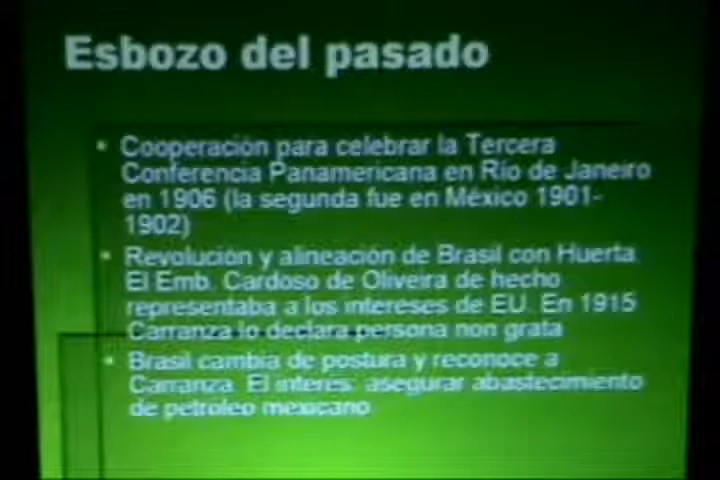 Esbozo del pasado
Cooperación para celebrar la Tercera
Conferencia Panamericana en Río de Janeiro
en 1906 (la segunda fue en México 1901-
1902)
Revolución y alineación de Brasil con Huerta.
El Emb. Cardoso de Oliveira de hecho
representaba a los intereses de EU. En 1915
Carranza lo declara persona non grata
Brasil cambia de postura y reconoce a
Carranza. El interés: asegurar abastecimiento
de petróleo mexicano